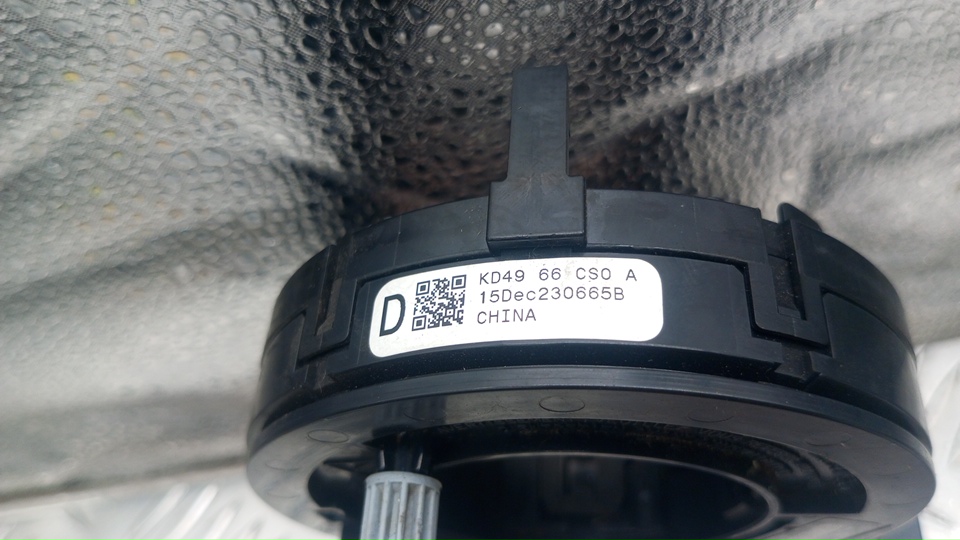 D
KD49 66 CS0 A
15Dec230665B
CHINA